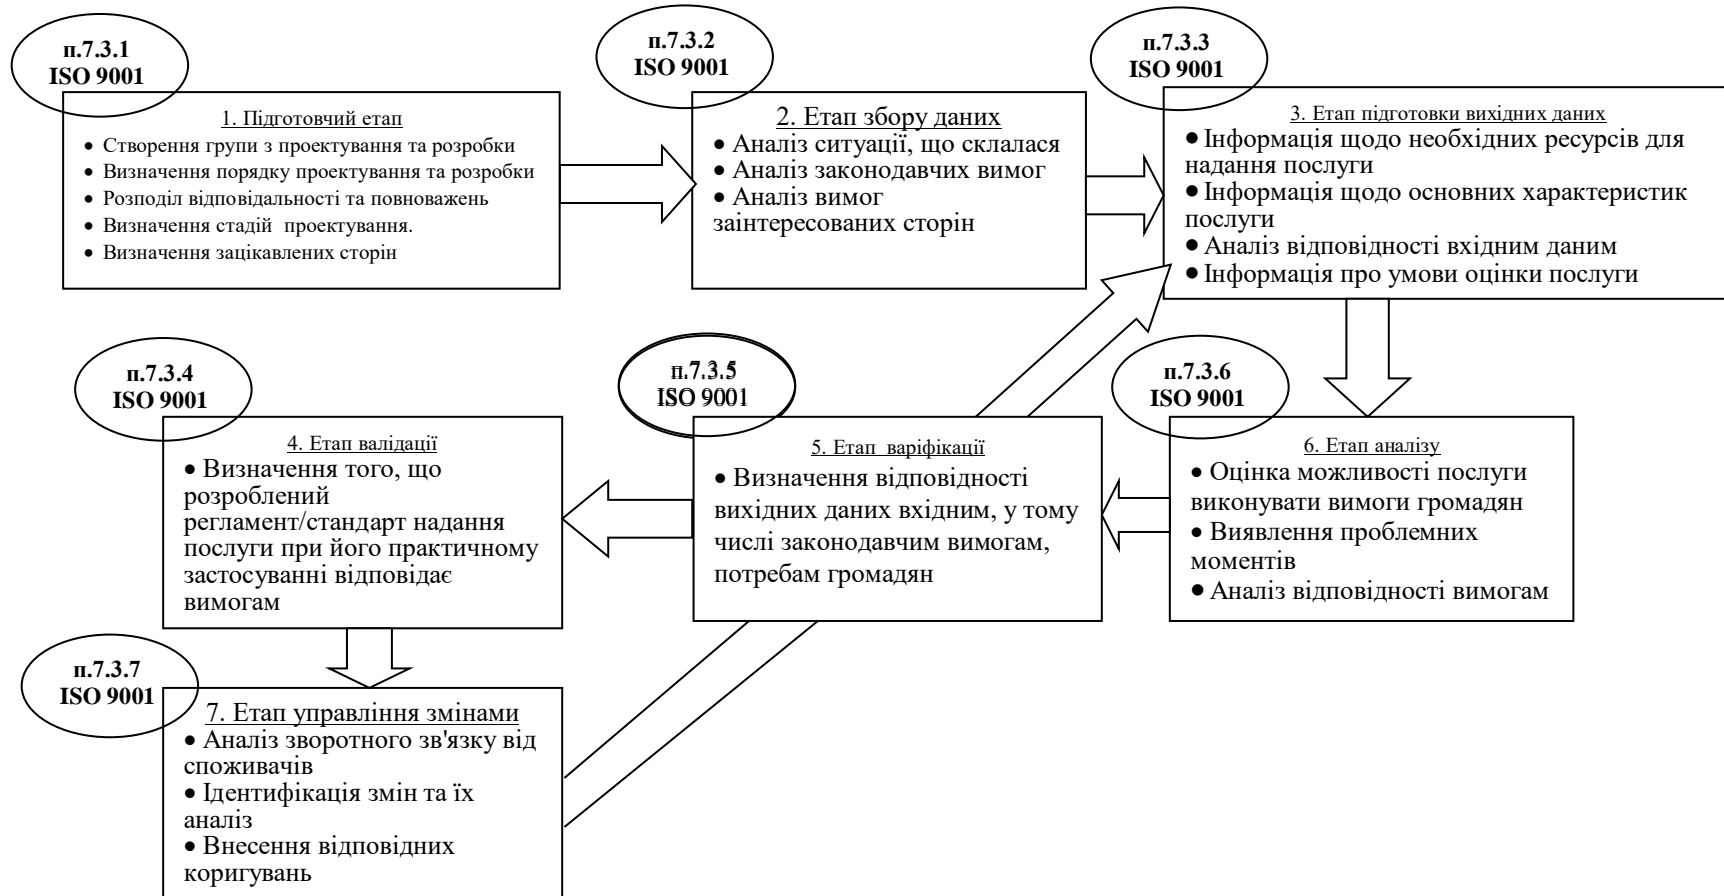 п.7.3.1
ISO 9001
1. Підготовчий етап
• Створення групи з проектування та розробки
• Визначення порядку проектування та розробки
• Розподіл відповідальності та повноважень
• Визначення стадій проектування.
• Визначення зацікавлених сторін
п.7.3.2
ISO 9001
2. Етап збору даних
• Аналіз ситуації, що склалася
• Аналіз законодавчих вимог
• Аналіз вимог
заінтересованих сторін
п.7.3.3
ISO 9001
3. Етап підготовки вихідних даних
• Інформація щодо необхідних ресурсів для
надання послуги
• Інформація щодо основних характеристик
послуги
• Аналіз відповідності вхідним даним
• Інформація про умови оцінки послуги
п.7.3.4
ISO 9001
4. Етап валідації
• Визначення того, що
розроблений
регламент/стандарт надання
послуги при його практичному
застосуванні відповідає
вимогам
п.7.3.5
ISO 9001
5. Етап варіфікації
• Визначення відповідності
вихідних даних вхідним, у тому
числі законодавчим вимогам,
потребам громадян
п.7.3.6
ISO 9001
6. Етап аналізу
• Оцінка можливості послуги
виконувати вимоги громадян
• Виявлення проблемних
моментів
• Аналіз відповідності вимогам
п.7.3.7
ISO 9001
7. Етап управління змінами
• Аналіз зворотного зв'язку від
споживачів
• Ідентифікація змін та їх
аналіз
• Внесення відповідних
коригувань